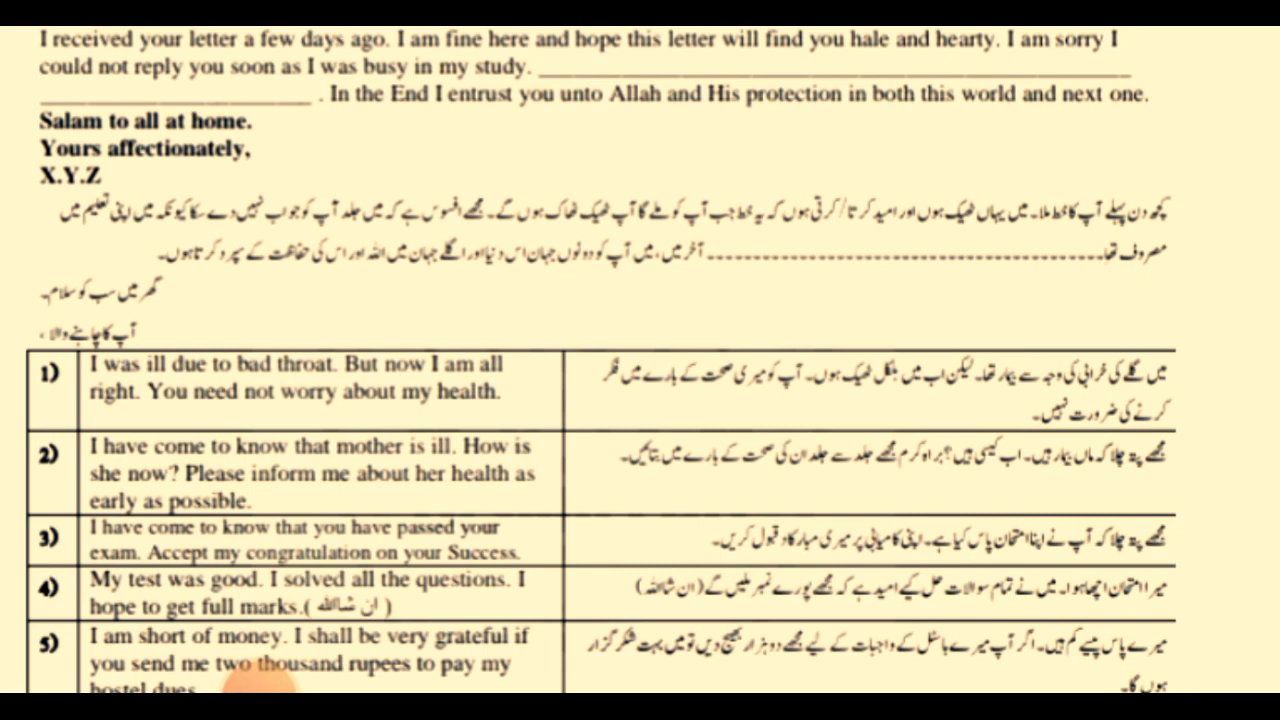 I received your letter a few days ago. I am fine here and hope this letter will find you hale and hearty. I am sorry I
could not reply you soon as I was busy in my study. ______________________________________________
_____________________ . In the End I entrust you unto Allah and His protection in both this world and next one.
Salam to all at home.
Yours affectionately,
X.Y.Z
کچھ دن پہلے آپ کا خط ملا۔ میں یہاں ٹھیک ہوں اور امید کرتا/کرتی ہوں کہ یہ خط جب آپ کو ملے گا آپ ٹھیک ٹھاک ہوں گے۔ مجھے افسوس ہے کہ میں جلد آپ کو جواب نہیں دے سکا کیونکہ میں اپنی تعلیم میں
مصروف تھا۔------------------------------------------ آخر میں، میں آپ کو دونوں جہان اس دنیا اور اگلے جہان میں اللہ اور اس کی حفاظت کے سپرد کرتا ہوں۔
گھر میں سب کو سلام۔
آپ کا چاہنے والا،
1)
I was ill due to bad throat. But now I am all
right. You need not worry about my health.
میں گلے کی خرابی کی وجہ سے بیمار تھا۔ لیکن اب میں بلکل ٹھیک ہوں۔ آپ کو میری صحت کے بارے میں فکر
کرنے کی ضرورت نہیں۔
2)
I have come to know that mother is ill. How is
she now? Please inform me about her health as
early as possible.
مجھے پتہ چلا کہ ماں بیمار ہیں۔ اب کیسی ہیں؟ براہ کرم مجھے جلد سے جلد ان کی صحت کے بارے میں بتائیں۔
3)
I have come to know that you have passed your
exam. Accept my congratulation on your Success.
مجھے پتہ چلا کہ آپ نے اپنا امتحان پاس کیا ہے۔ اپنی کامیابی پر میری مبارکباد قبول کریں۔
4)
My test was good. I solved all the questions. I
hope to get full marks.( ان شاالله )
میرا امتحان اچھا ہوا۔ میں نے تمام سوالات حل کیے امید ہے کہ مجھے پورے نمبر ملیں گے (ان شااللہ)
5)
I am short of money. I shall be very grateful if
you send me two thousand rupees to pay my
hostel dues.
میرے پاس پیسے کم ہیں۔ اگر آپ میرے ہاسٹل کے واجبات کے لیے مجھے دو ہزار بھیج دیں تو میں بہت شکر گزار
ہوں گا۔